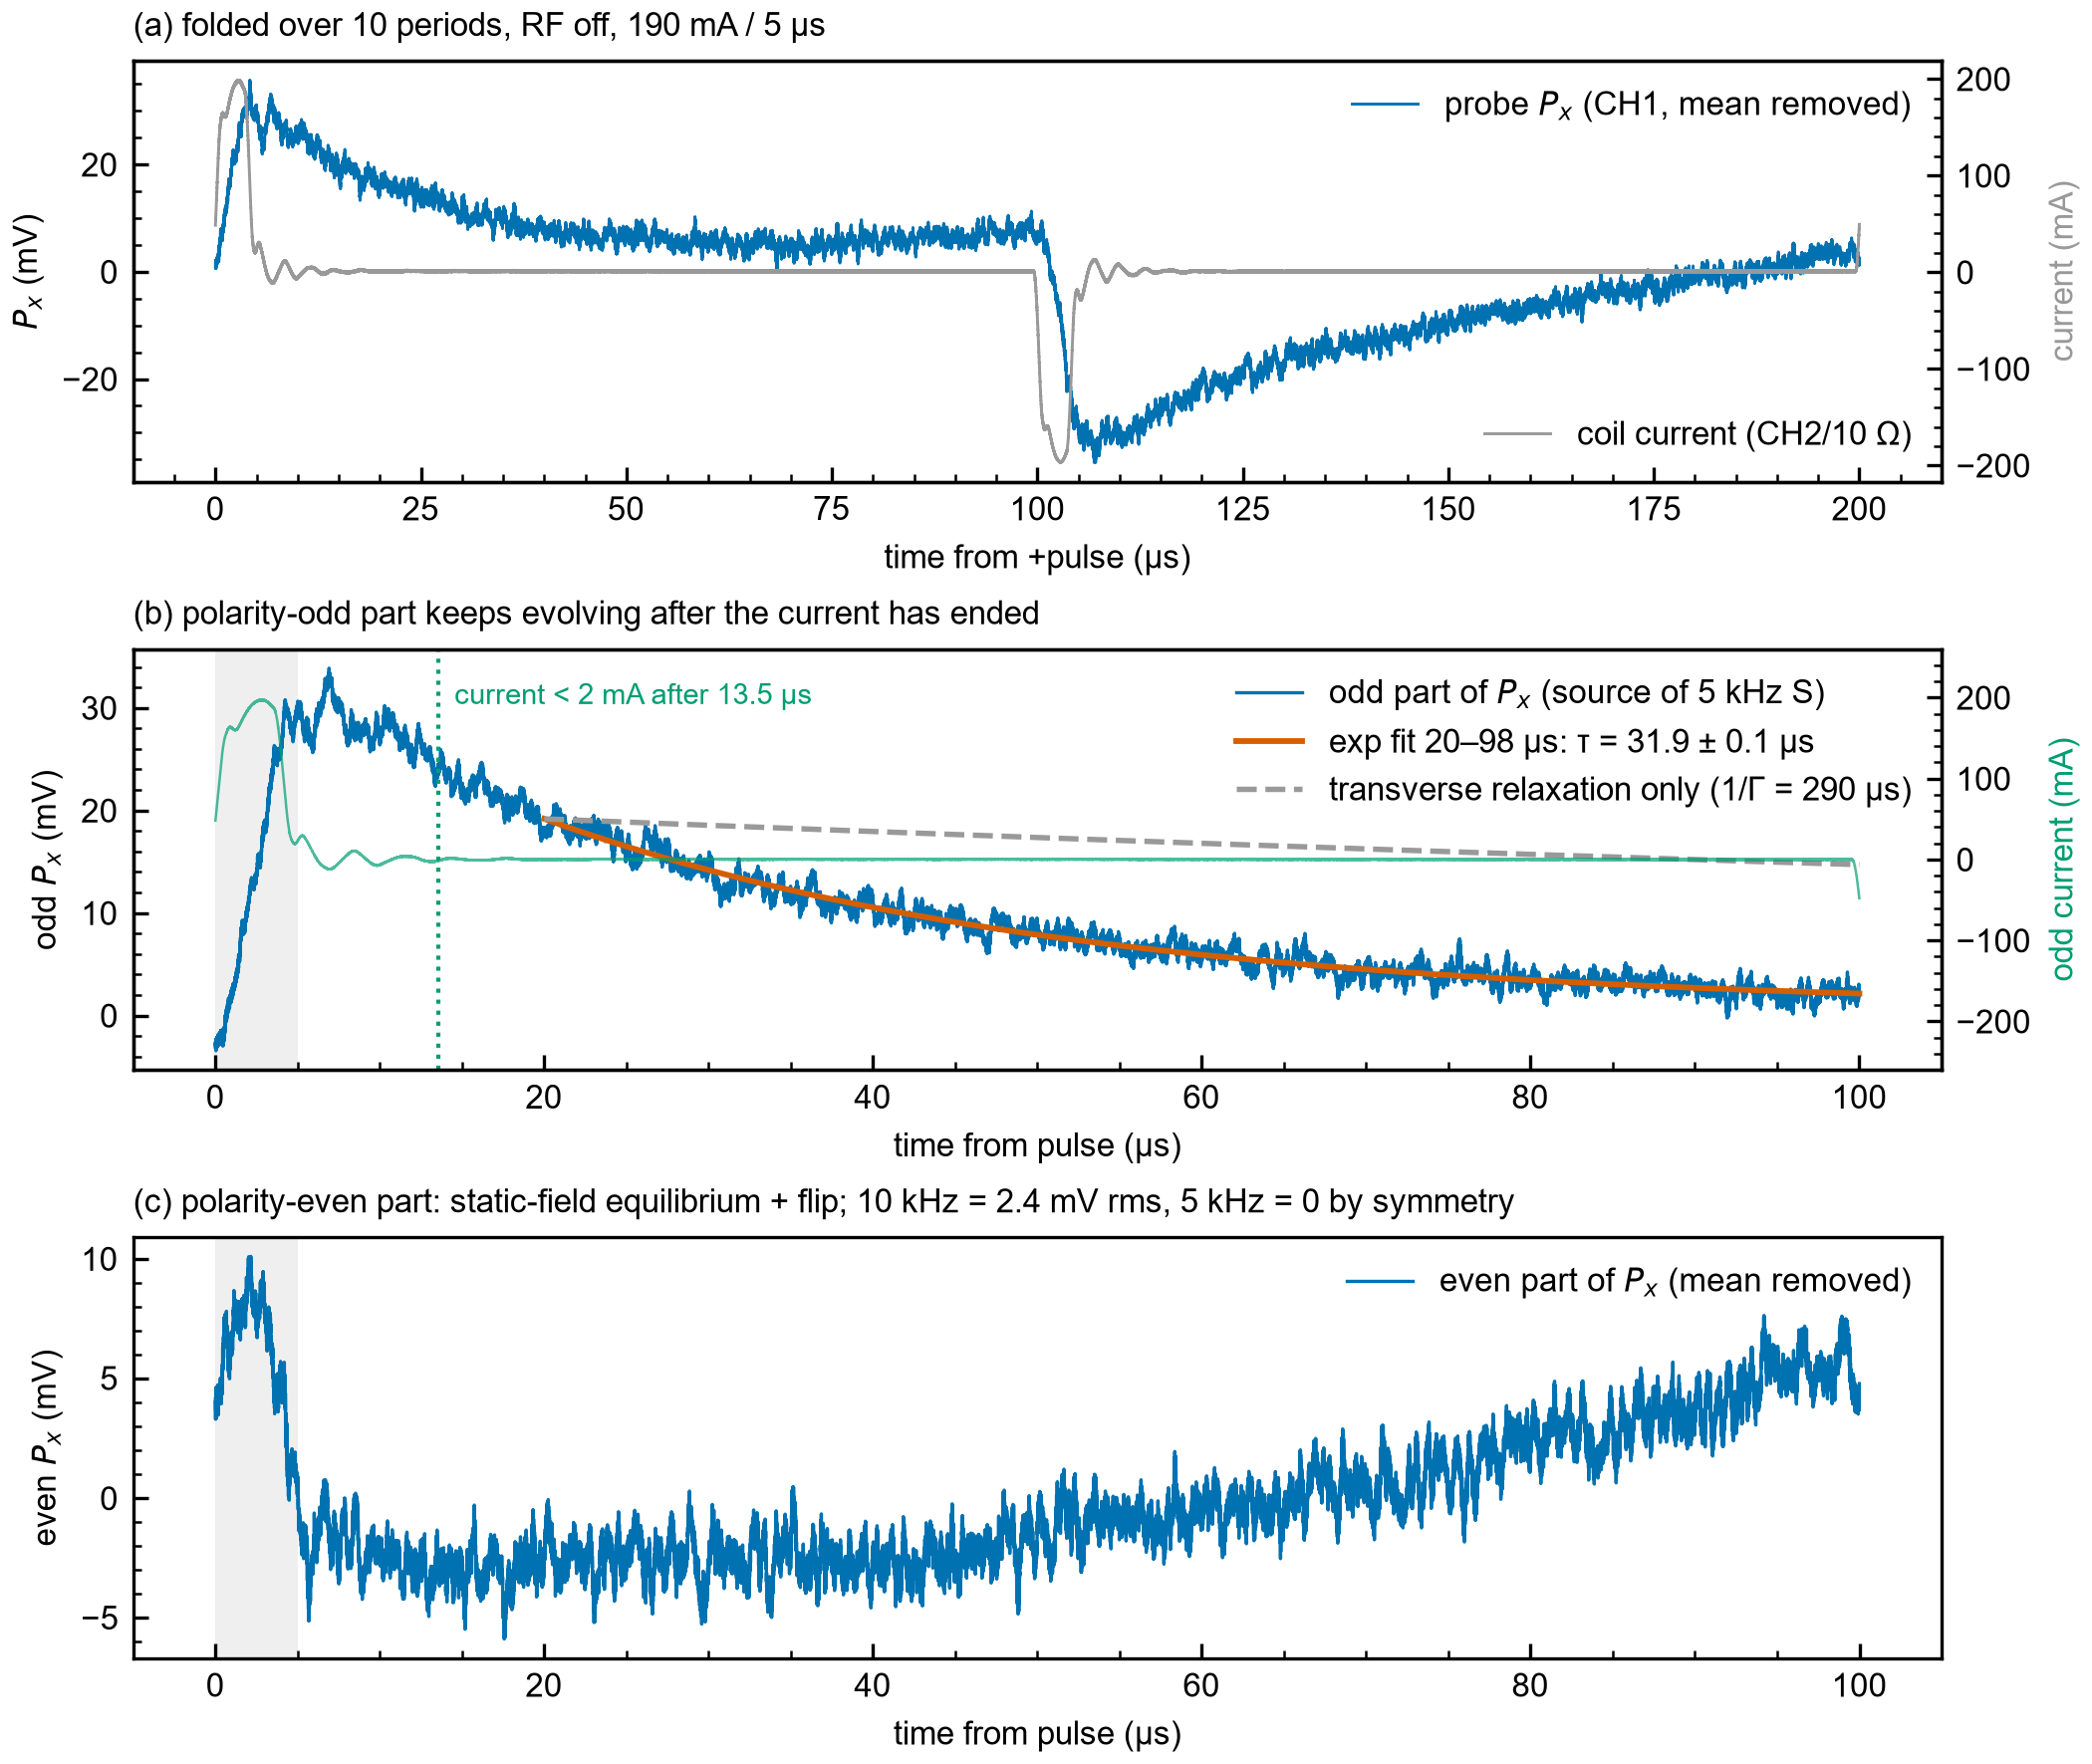 (a) folded over 10 periods, RF off, 190 mA / 5 µs
probe Px (CH1, mean removed)
coil current (CH2/10 Ω)
20
0
−20
Px (mV)
200
100
0
−100
−200
current (mA)
0 25 50 75 100 125 150 175 200
time from +pulse (µs)
(b) polarity-odd part keeps evolving after the current has ended
current < 2 mA after 13.5 µs
odd part of Px (source of 5 kHz S)
exp fit 20–98 µs: τ = 31.9 ± 0.1 µs
transverse relaxation only (1/Γ = 290 µs)
30
20
10
0
odd Px (mV)
200
100
0
−100
−200
odd current (mA)
0 20 40 60 80 100
time from pulse (µs)
(c) polarity-even part: static-field equilibrium + flip; 10 kHz = 2.4 mV rms, 5 kHz = 0 by symmetry
even part of Px (mean removed)
10
5
0
−5
even Px (mV)
0 20 40 60 80 100
time from pulse (µs)